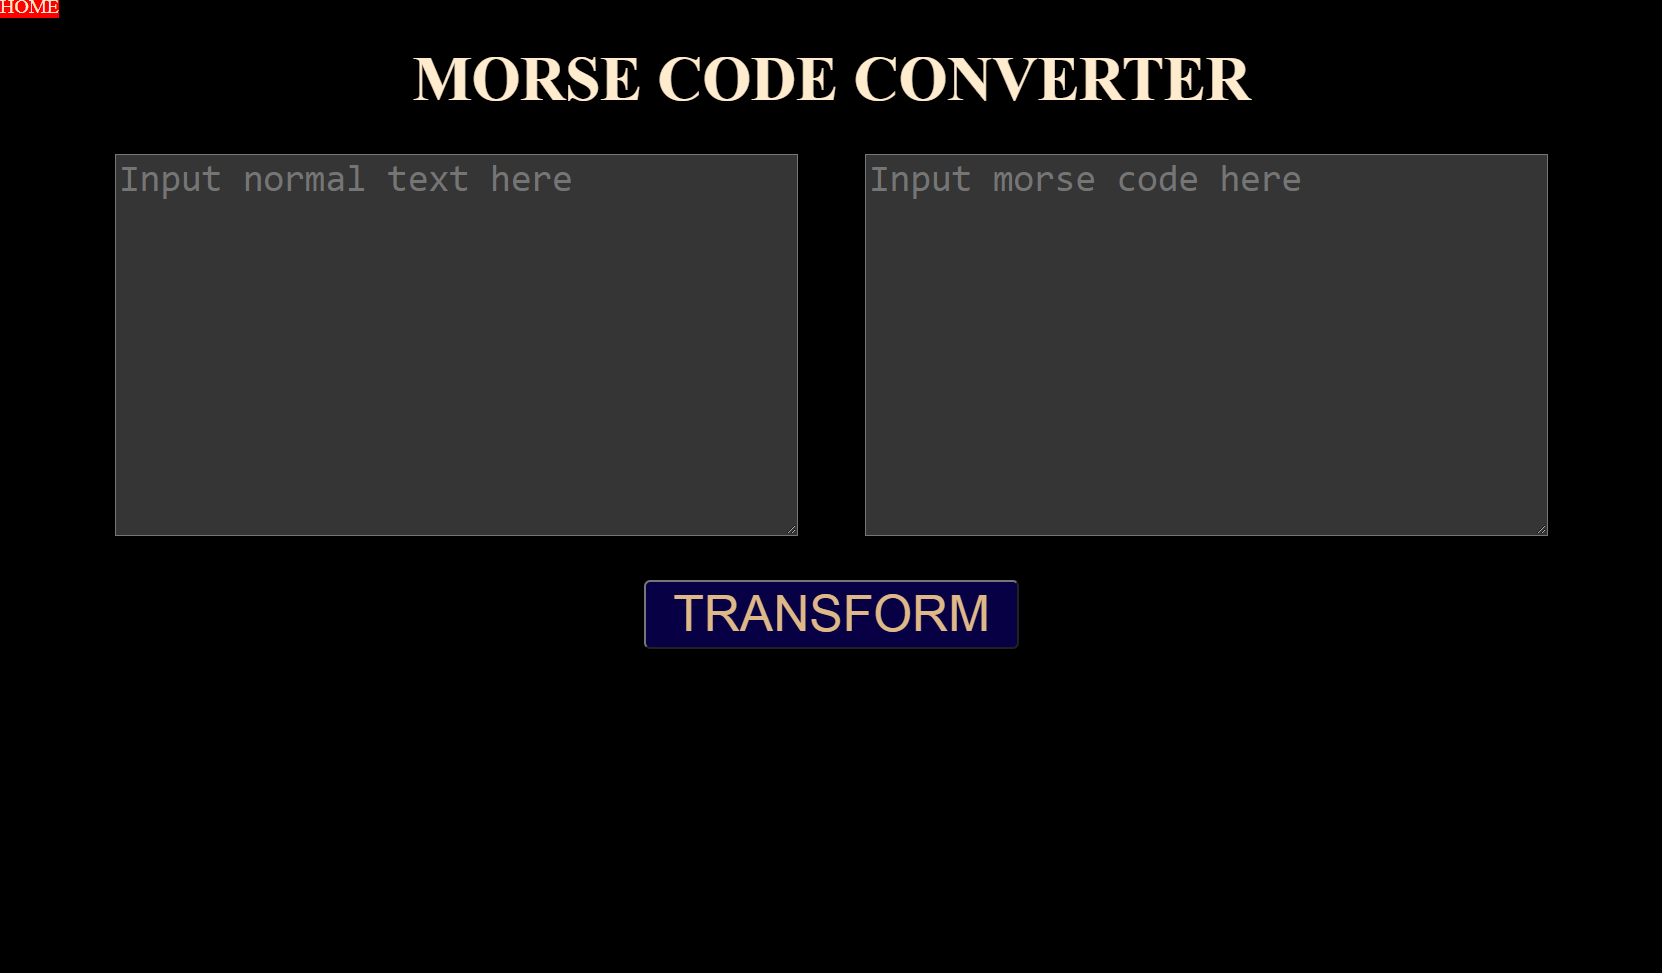 HOME
MORSE CODE CONVERTER
Input normal text here
Input morse code here
TRANSFORM